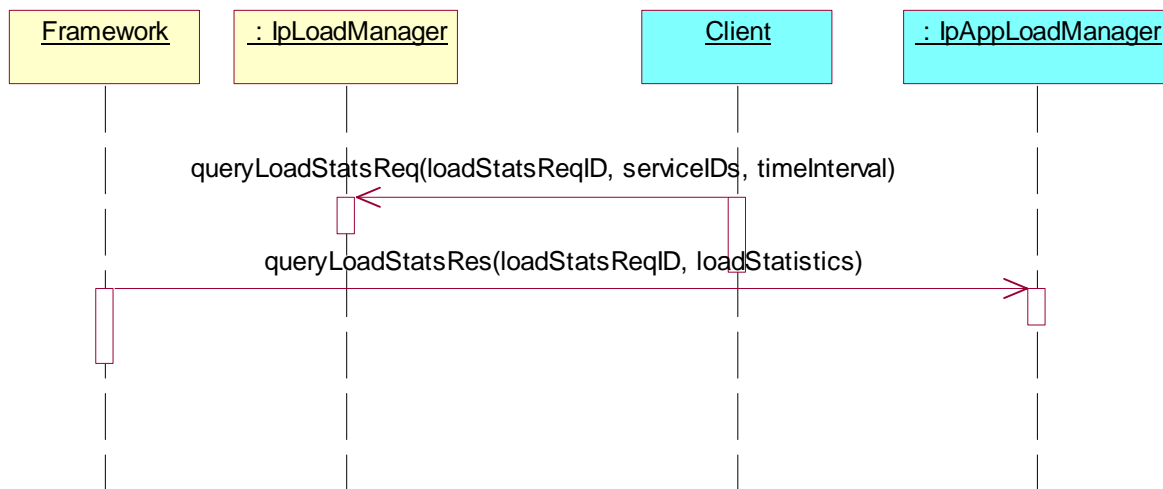 Framework
: IpLoadManager
Client
: IpAppLoadManager
queryLoadStatsReq(loadStatsReqID, serviceIDs, timeInterval)
queryLoadStatsRes(loadStatsReqID, loadStatistics)